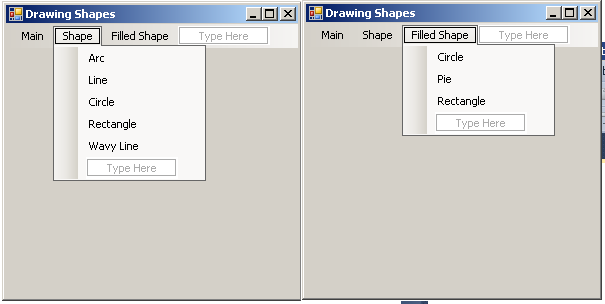 Drawing Shapes
Main Shape Filled Shape Type Here
Arc
Line
Circle
Rectangle
Wavy Line
Type Here
Drawing Shapes
Main Shape Filled Shape Type Here
Circle
Pie
Rectangle
Type Here